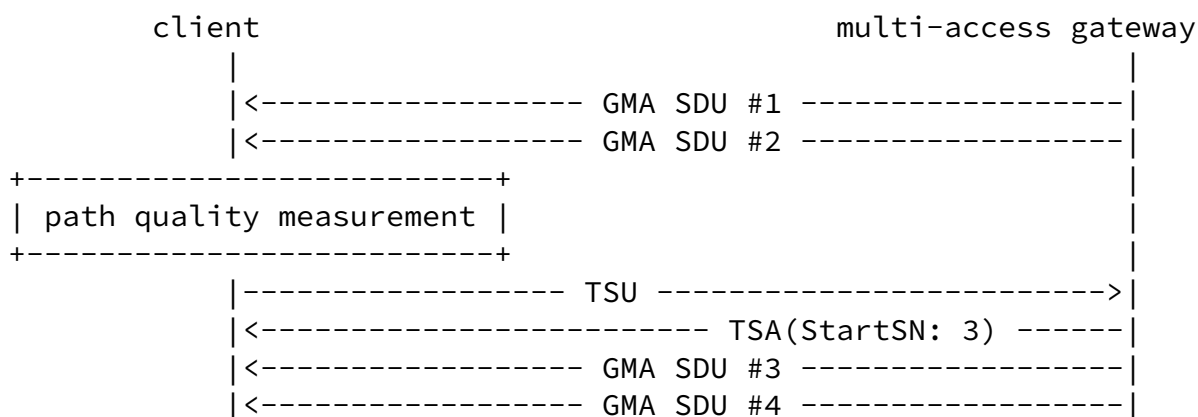 client multi-access gateway
| |
|<------------------ GMA SDU #1 ------------------|
|<------------------ GMA SDU #2 ------------------|
+---------------------------+ |
| path quality measurement | |
+---------------------------+ |
|------------------ TSU ------------------------->|
|<------------------------- TSA(StartSN: 3) ------|
|<------------------ GMA SDU #3 ------------------|
|<------------------ GMA SDU #4 ------------------|